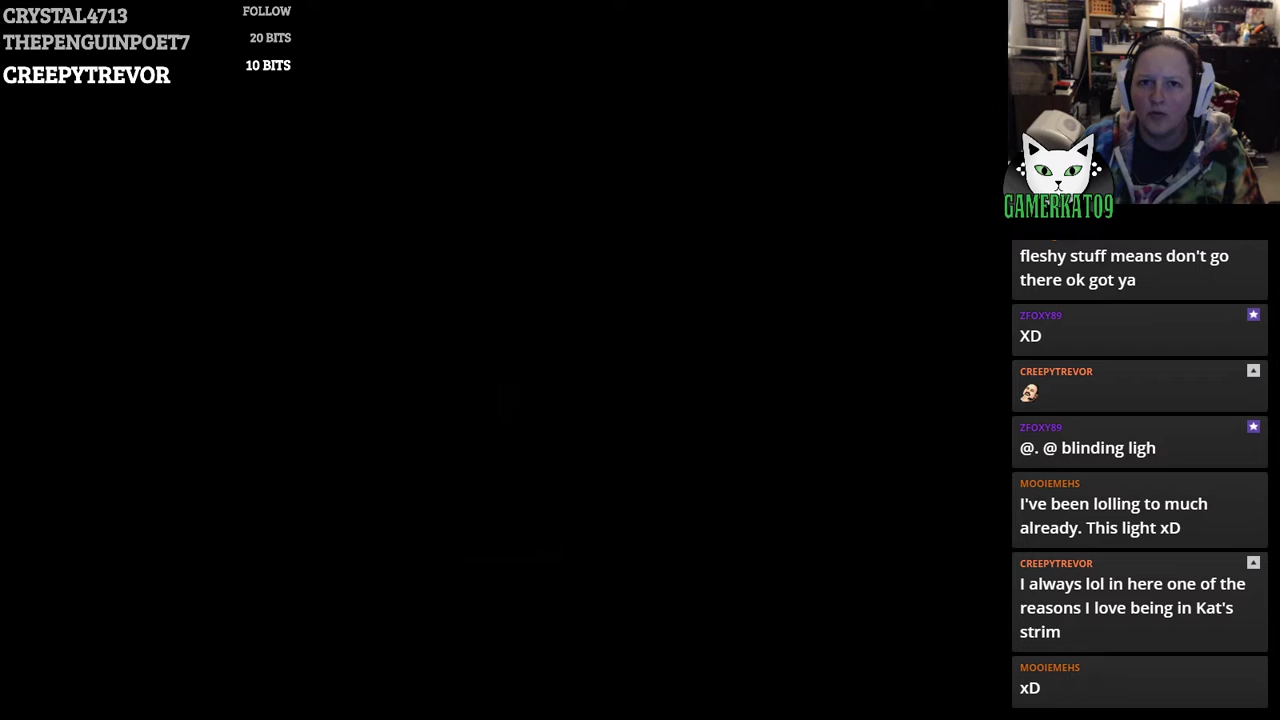 CRYSTAL4713 FOLLOW
THEPENGUINPOET7 20 BITS
CREEPYTREVOR 10 BITS
GAMERKAT09
fleshy stuff means don't go
there ok got ya
ZFOXY89
XD
CREEPYTREVOR
ZFOXY89
@. @ blinding ligh
MOOIEMEHS
I've been lolling to much
already. This light xD
CREEPYTREVOR
I always lol in here one of the
reasons I love being in Kat's
strim
MOOIEMEHS
xD